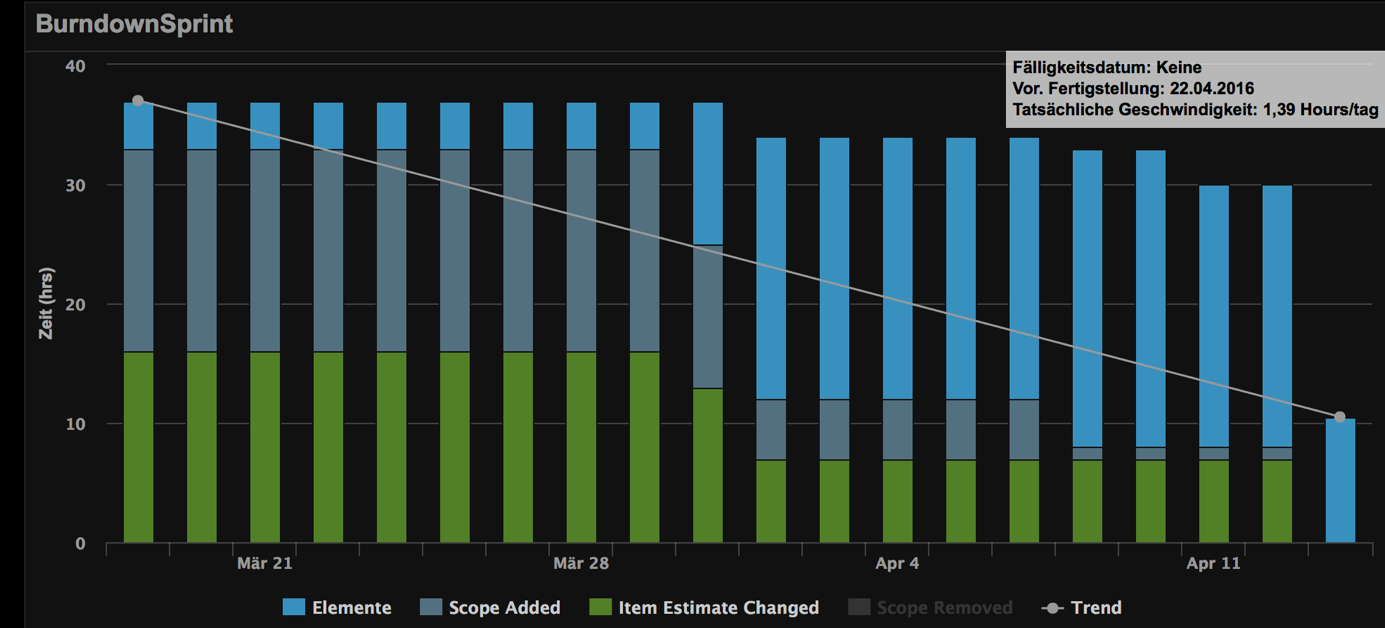 BurndownSprint
Fälligkeitsdatum: Keine
Vor. Fertigstellung: 22.04.2016
Tatsächliche Geschwindigkeit: 1,39 Hours/tag
40
30
20
10
0
Zeit (hrs)
Mär 21 Mär 28 Apr 4 Apr 11
Elemente Scope Added Item Estimate Changed Scope Removed Trend